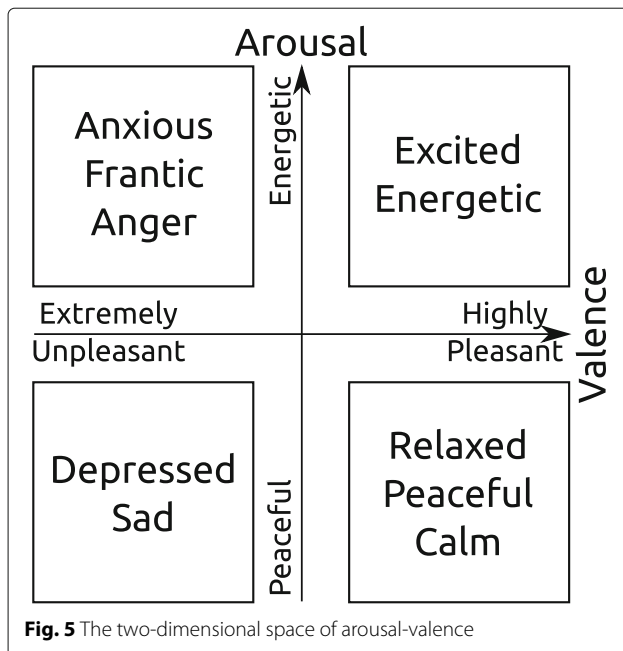 Arousal
Energetic
Anxious
Frantic
Anger
Excited
Energetic
Extremely
Unpleasant
Highly
Pleasant
Valence
Depressed
Sad
Peaceful
Relaxed
Peaceful
Calm
Fig. 5 The two-dimensional space of arousal-valence